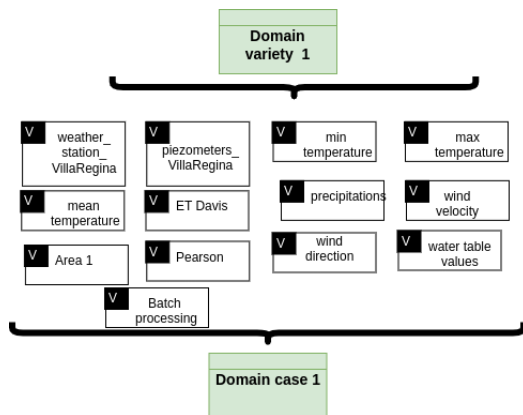 Domain
variety 1
V
weather_
station_
VillaRegina
V
piezometers_
VillaRegina
V
min
temperature
V
max
temperature
V
mean
temperature
V
ET Davis
V
precipitations
V
wind
velocity
V
Area 1
V
Pearson
V
wind
direction
V
water table
values
V
Batch
processing
Domain case 1